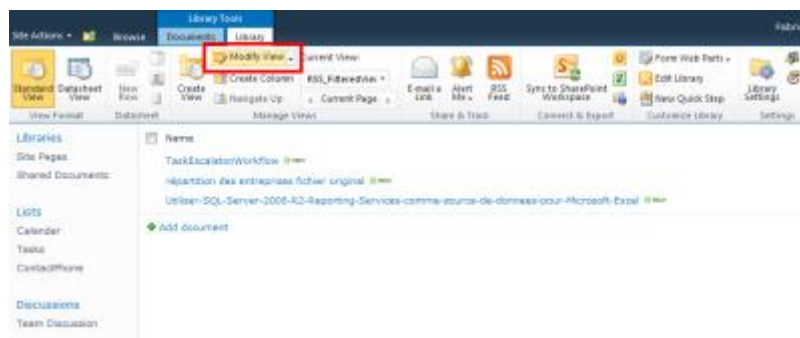 Library Tools
Site Actions
Browse
Documents
Library
Modify View
Current View:
Create Column
RSS_FilteredView
Navigate Up
Current Page
Standard View
Datasheet View
New Row
Create View
E-mail a Link
Alert Me
RSS Feed
Sync to SharePoint Workspace
Form Web Parts
Edit Library
New Quick Step
Library Settings
View Format
Datasheet
Manage Views
Share & Track
Connect & Export
Customize Library
Settings
Libraries
Site Pages
Shared Documents
Lists
Calendar
Tasks
ContactPhone
Discussions
Team Discussion
Name
TaskEscalationWorkflow
répartition des entreprises fichier original
Utiliser-SQL-Server-2008-R2-Reporting-Services-comme-source-de-donnees-pour-Microsoft-Excel
Add document